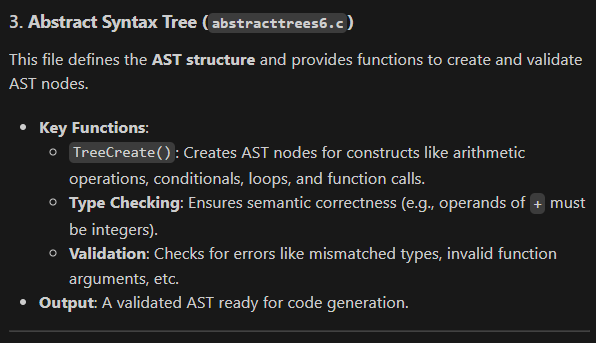 3. Abstract Syntax Tree (abstracttrees6.c)
This file defines the AST structure and provides functions to create and validate
AST nodes.
• Key Functions:
◦ TreeCreate(): Creates AST nodes for constructs like arithmetic
operations, conditionals, loops, and function calls.
◦ Type Checking: Ensures semantic correctness (e.g., operands of + must
be integers).
◦ Validation: Checks for errors like mismatched types, invalid function
arguments, etc.
• Output: A validated AST ready for code generation.